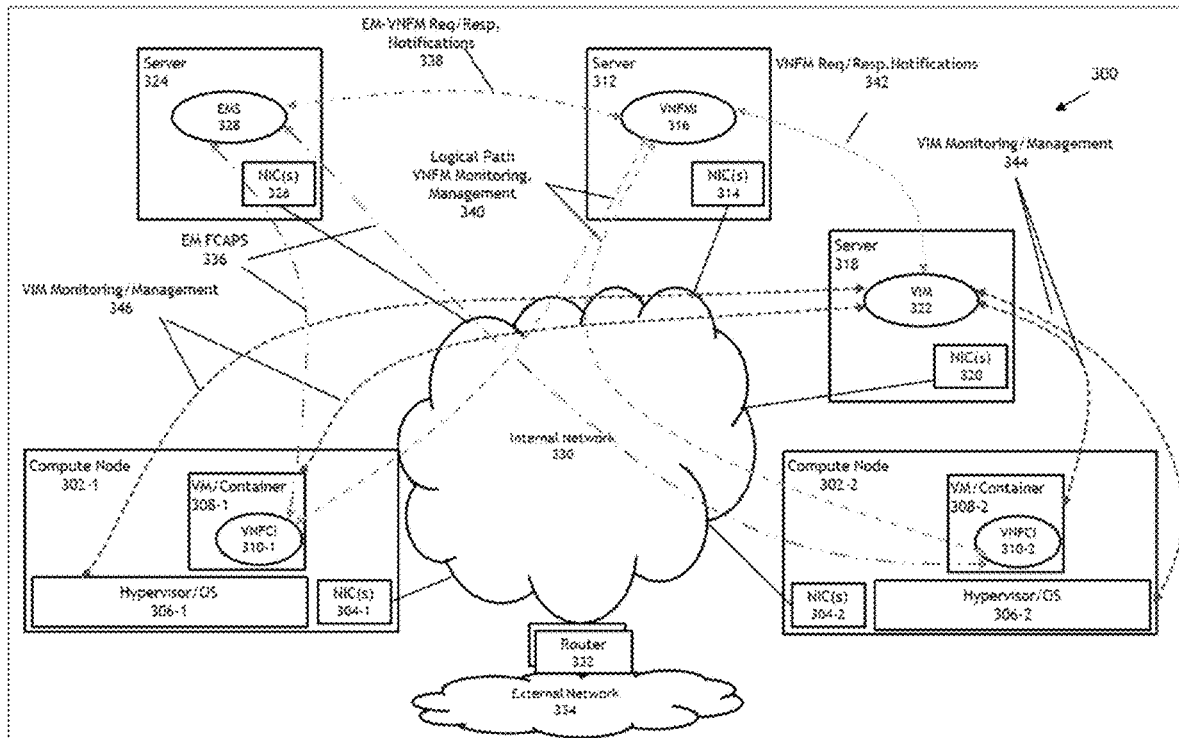 EM-VNFM Req/Resp.
Notifications
338
Server
324
EMS
328
NIC(s)
326
Server
312
VNFM
316
NIC(s)
314
VNFM Req/Resp.Notifications
342
300
VIM Monitoring/Management
344
Logical Path
VNFM Monitoring,
Management
340
EM FCAPS
336
VIM Monitoring/Management
346
Server
318
VIM
322
NIC(s)
320
Internal Network
330
Compute Node
302-1
VM/Container
308-1
VNFCI
310-1
Hypervisor/OS
306-1
NIC(s)
304-1
Compute Node
302-2
VM/Container
308-2
VNFCI
310-2
NIC(s)
304-2
Hypervisor/OS
306-2
Router
332
External Network
334